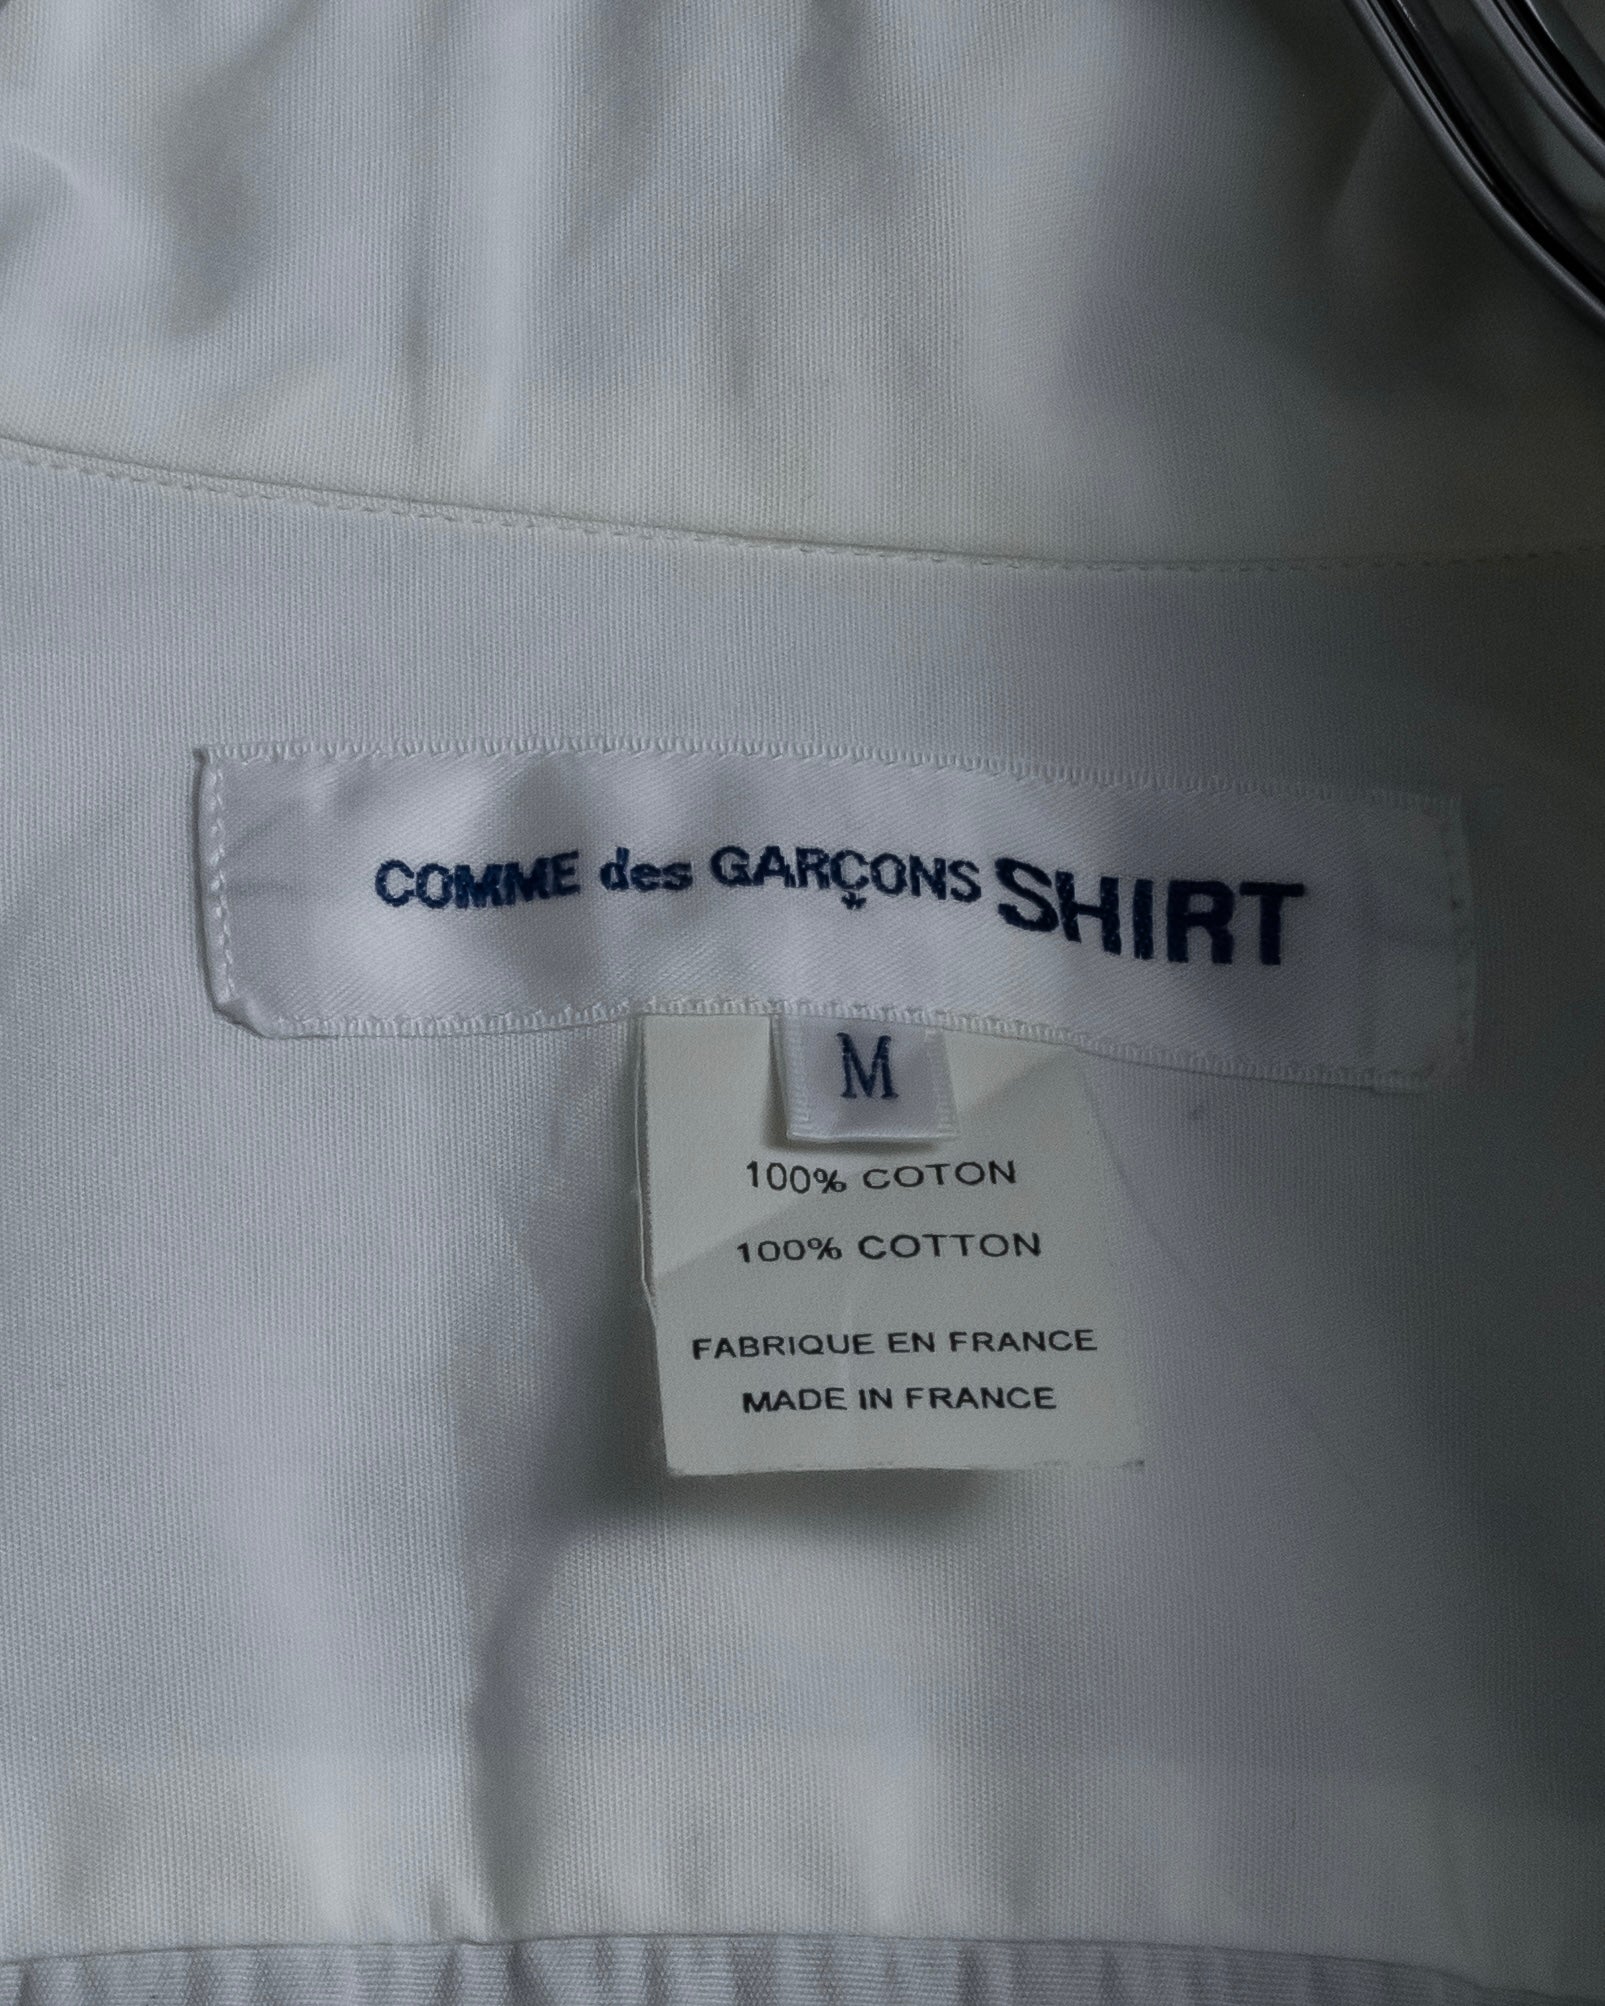 COMME des GARÇONS SHIRT
M
100% COTON
100% COTTON
FABRIQUE EN FRANCE
MADE IN FRANCE